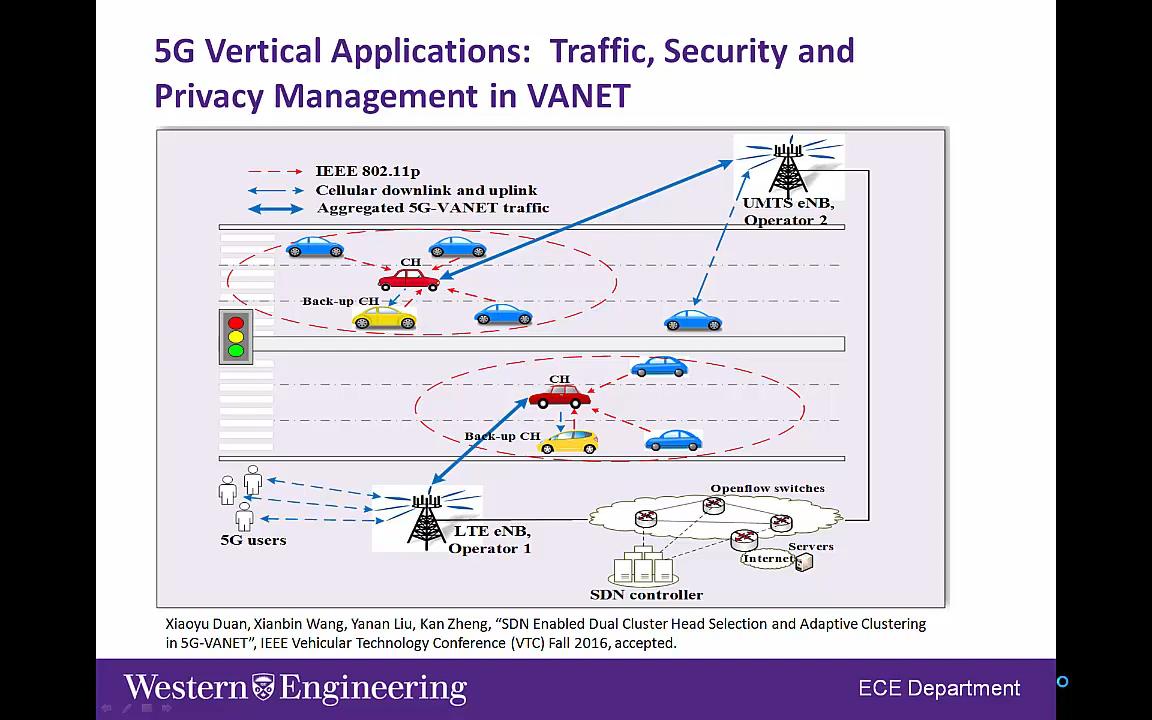 5G Vertical Applications: Traffic, Security and
Privacy Management in VANET
IEEE 802.11p
Cellular downlink and uplink
Aggregated 5G-VANET traffic
UMTS eNB,
Operator 2
CH
Back-up CH
CH
Back-up CH
5G users
LTE eNB,
Operator 1
Openflow switches
Internet
Servers
SDN controller
Xiaoyu Duan, Xianbin Wang, Yanan Liu, Kan Zheng, “SDN Enabled Dual Cluster Head Selection and Adaptive Clustering
in 5G-VANET”, IEEE Vehicular Technology Conference (VTC) Fall 2016, accepted.
Western Engineering
ECE Department